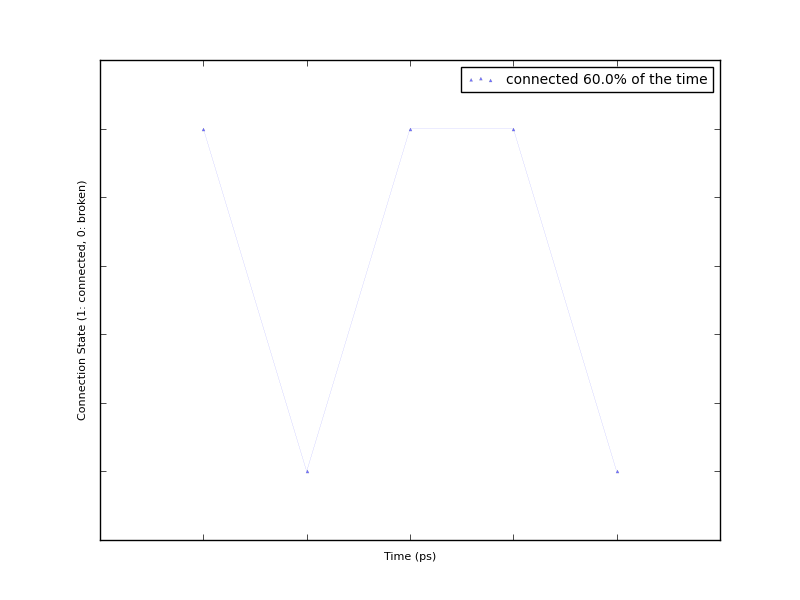 connected 60.0% of the time
Connection State (1: connected, 0: broken)
Time (ps)